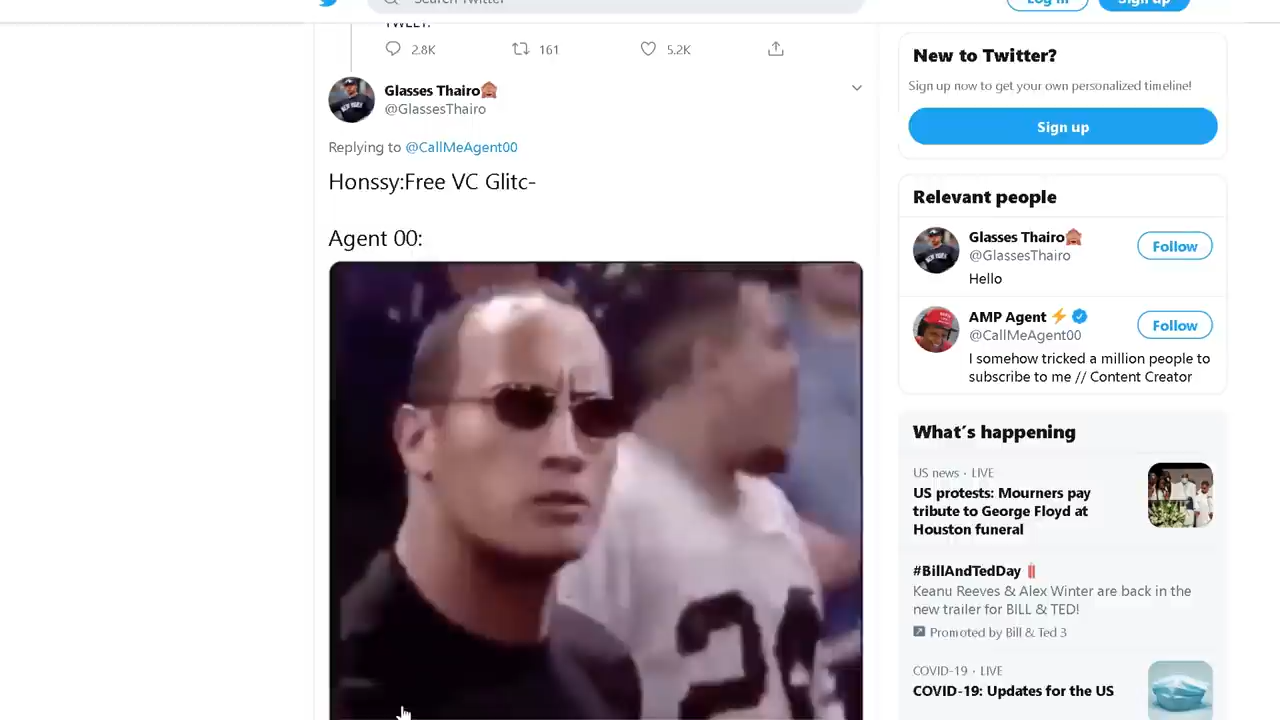 Search Twitter
Log in
Sign up
TWEET.
2.8K
161
5.2K
Glasses Thairo
@GlassesThairo
Replying to @CallMeAgent00
Honssy:Free VC Glitc-
Agent 00:
New to Twitter?
Sign up now to get your own personalized timeline!
Sign up
Relevant people
Glasses Thairo
@GlassesThairo
Follow
Hello
AMP Agent
@CallMeAgent00
Follow
I somehow tricked a million people to
subscribe to me // Content Creator
What's happening
US news · LIVE
US protests: Mourners pay
tribute to George Floyd at
Houston funeral
#BillAndTedDay
Keanu Reeves & Alex Winter are back in the
new trailer for BILL & TED!
Promoted by Bill & Ted 3
COVID-19 · LIVE
COVID-19: Updates for the US